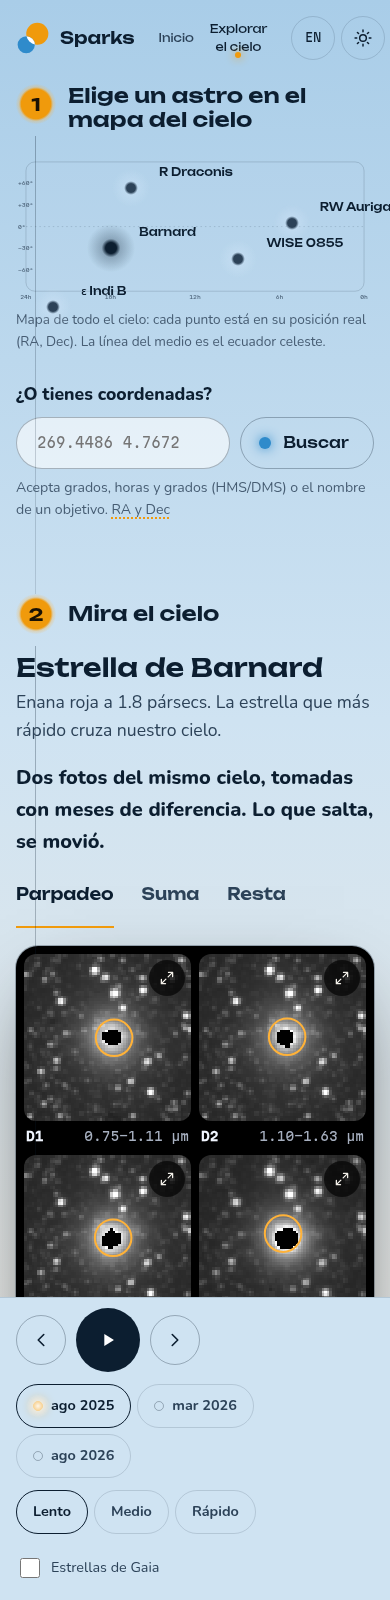 Sparks
Inicio
Explorar
el cielo
EN
1
Elige un astro en el
mapa del cielo
R Draconis
+60°
+30°
RW Auriga
0°
Barnard
−30°
WISE 0855
−60°
ε Indi B
24h
18h
12h
6h
0h
Mapa de todo el cielo: cada punto está en su posición real
(RA, Dec). La línea del medio es el ecuador celeste.
¿O tienes coordenadas?
269.4486 4.7672
Buscar
Acepta grados, horas y grados (HMS/DMS) o el nombre
de un objetivo. RA y Dec
2
Mira el cielo
Estrella de Barnard
Enana roja a 1.8 pársecs. La estrella que más
rápido cruza nuestro cielo.
Dos fotos del mismo cielo, tomadas
con meses de diferencia. Lo que salta,
se movió.
Parpadeo
Suma
Resta
D1
0.75–1.11 μm
D2
1.10–1.63 μm
ago 2025
mar 2026
ago 2026
Lento
Medio
Rápido
Estrellas de Gaia